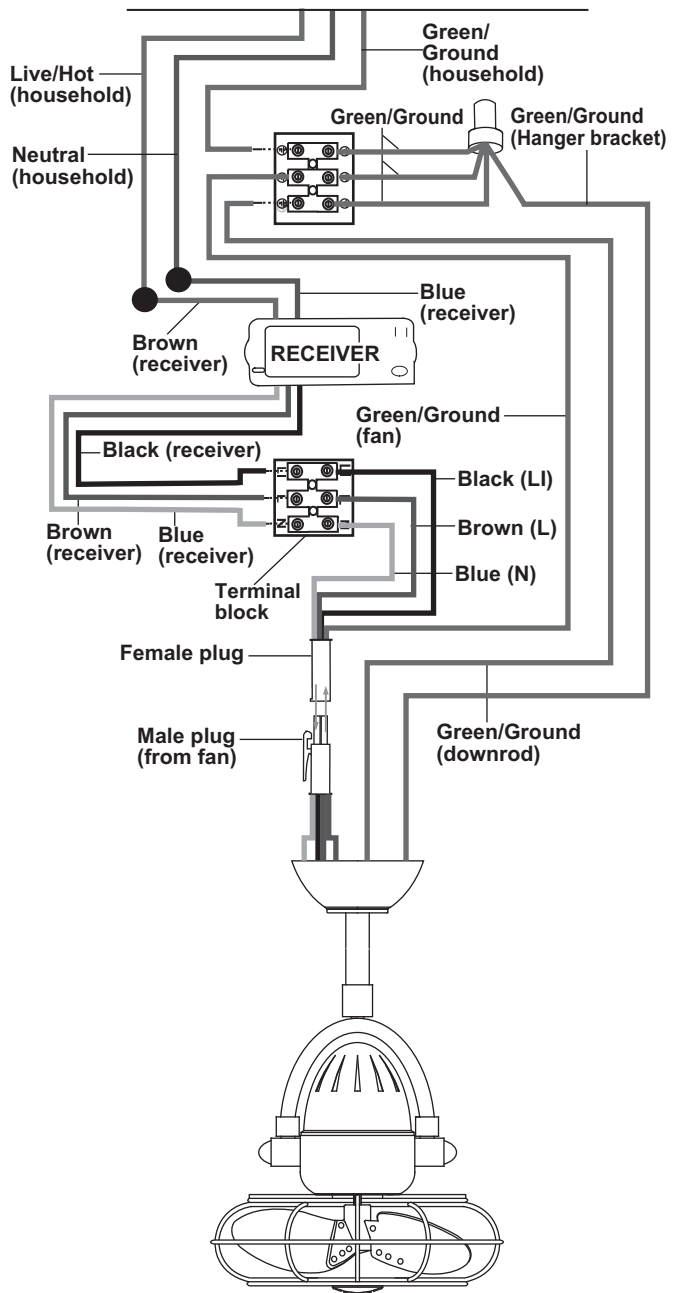 Green/
Ground
(household)
Live/Hot
(household)
Green/Ground
Green/Ground
(Hanger bracket)
Neutral
(household)
Blue
(receiver)
Brown
(receiver)
RECEIVER
Green/Ground
(fan)
Black (receiver)
Black (LI)
Brown (L)
Brown
(receiver)
Blue
(receiver)
Blue (N)
Terminal
block
Female plug
Male plug
(from fan)
Green/Ground
(downrod)